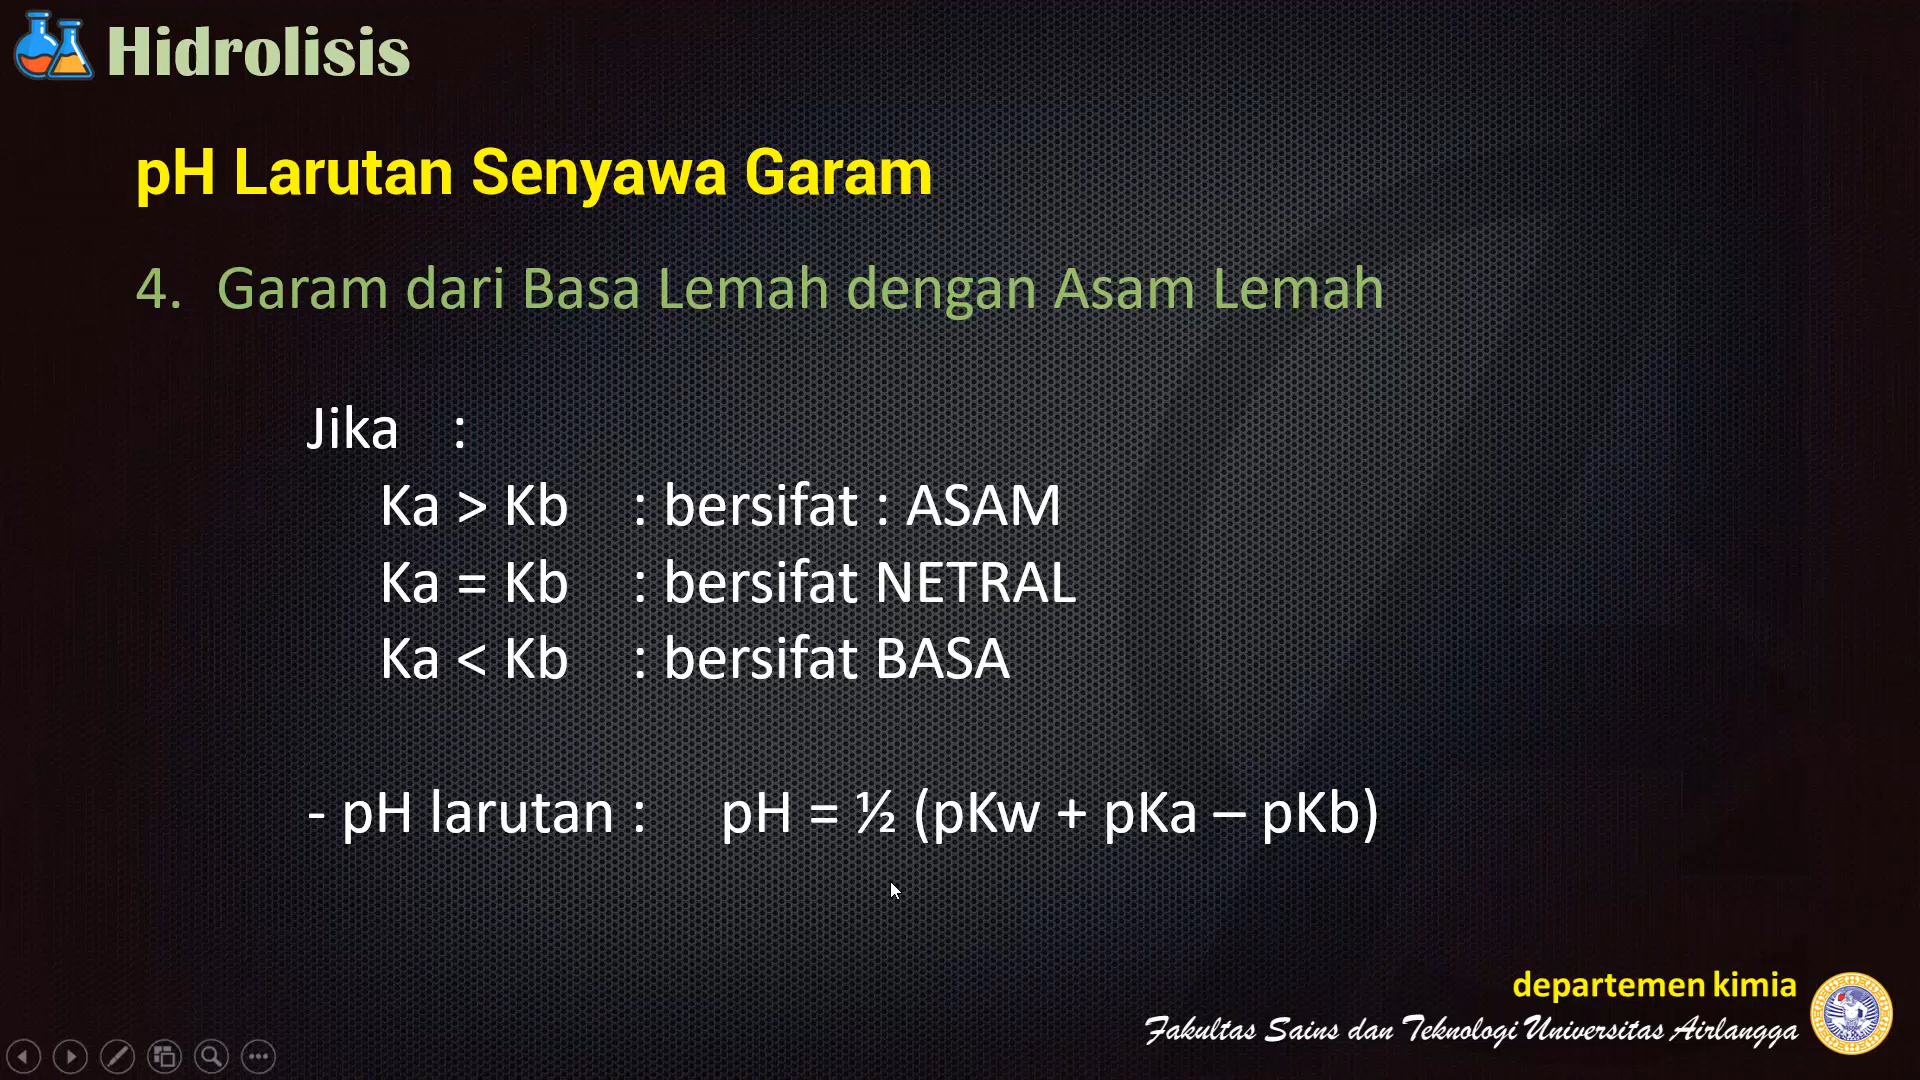 Hidrolisis
pH Larutan Senyawa Garam
4. Garam dari Basa Lemah dengan Asam Lemah
Jika :
Ka > Kb : bersifat : ASAM
Ka = Kb : bersifat NETRAL
Ka < Kb : bersifat BASA
- pH larutan : pH = ½ (pKw + pKa – pKb)
departemen kimia
Fakultas Sains dan Teknologi Universitas Airlangga